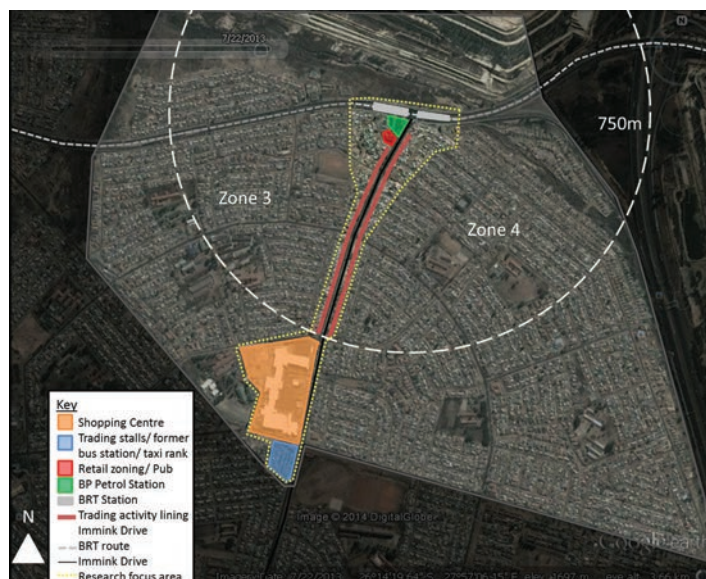 7/22/2013
N
750m
Zone 3
Zone 4
Key
Shopping Centre
Trading stalls/ former
bus station/ taxi rank
Retail zoning/ Pub
BP Petrol Station
BRT Station
Trading activity lining
Immink Drive
BRT route
Immink Drive
Research focus area
N
Image © 2014 DigitalGlobe
Google earth